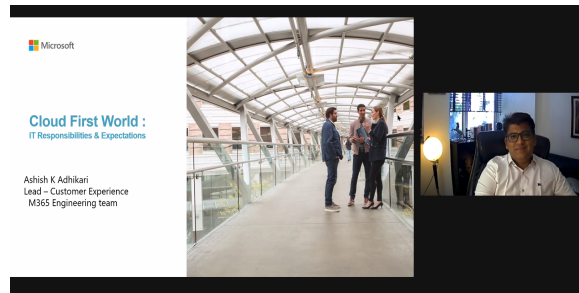 Microsoft
Cloud First World :
IT Responsibilities & Expectations
Ashish K Adhikari
Lead – Customer Experience
M365 Engineering team